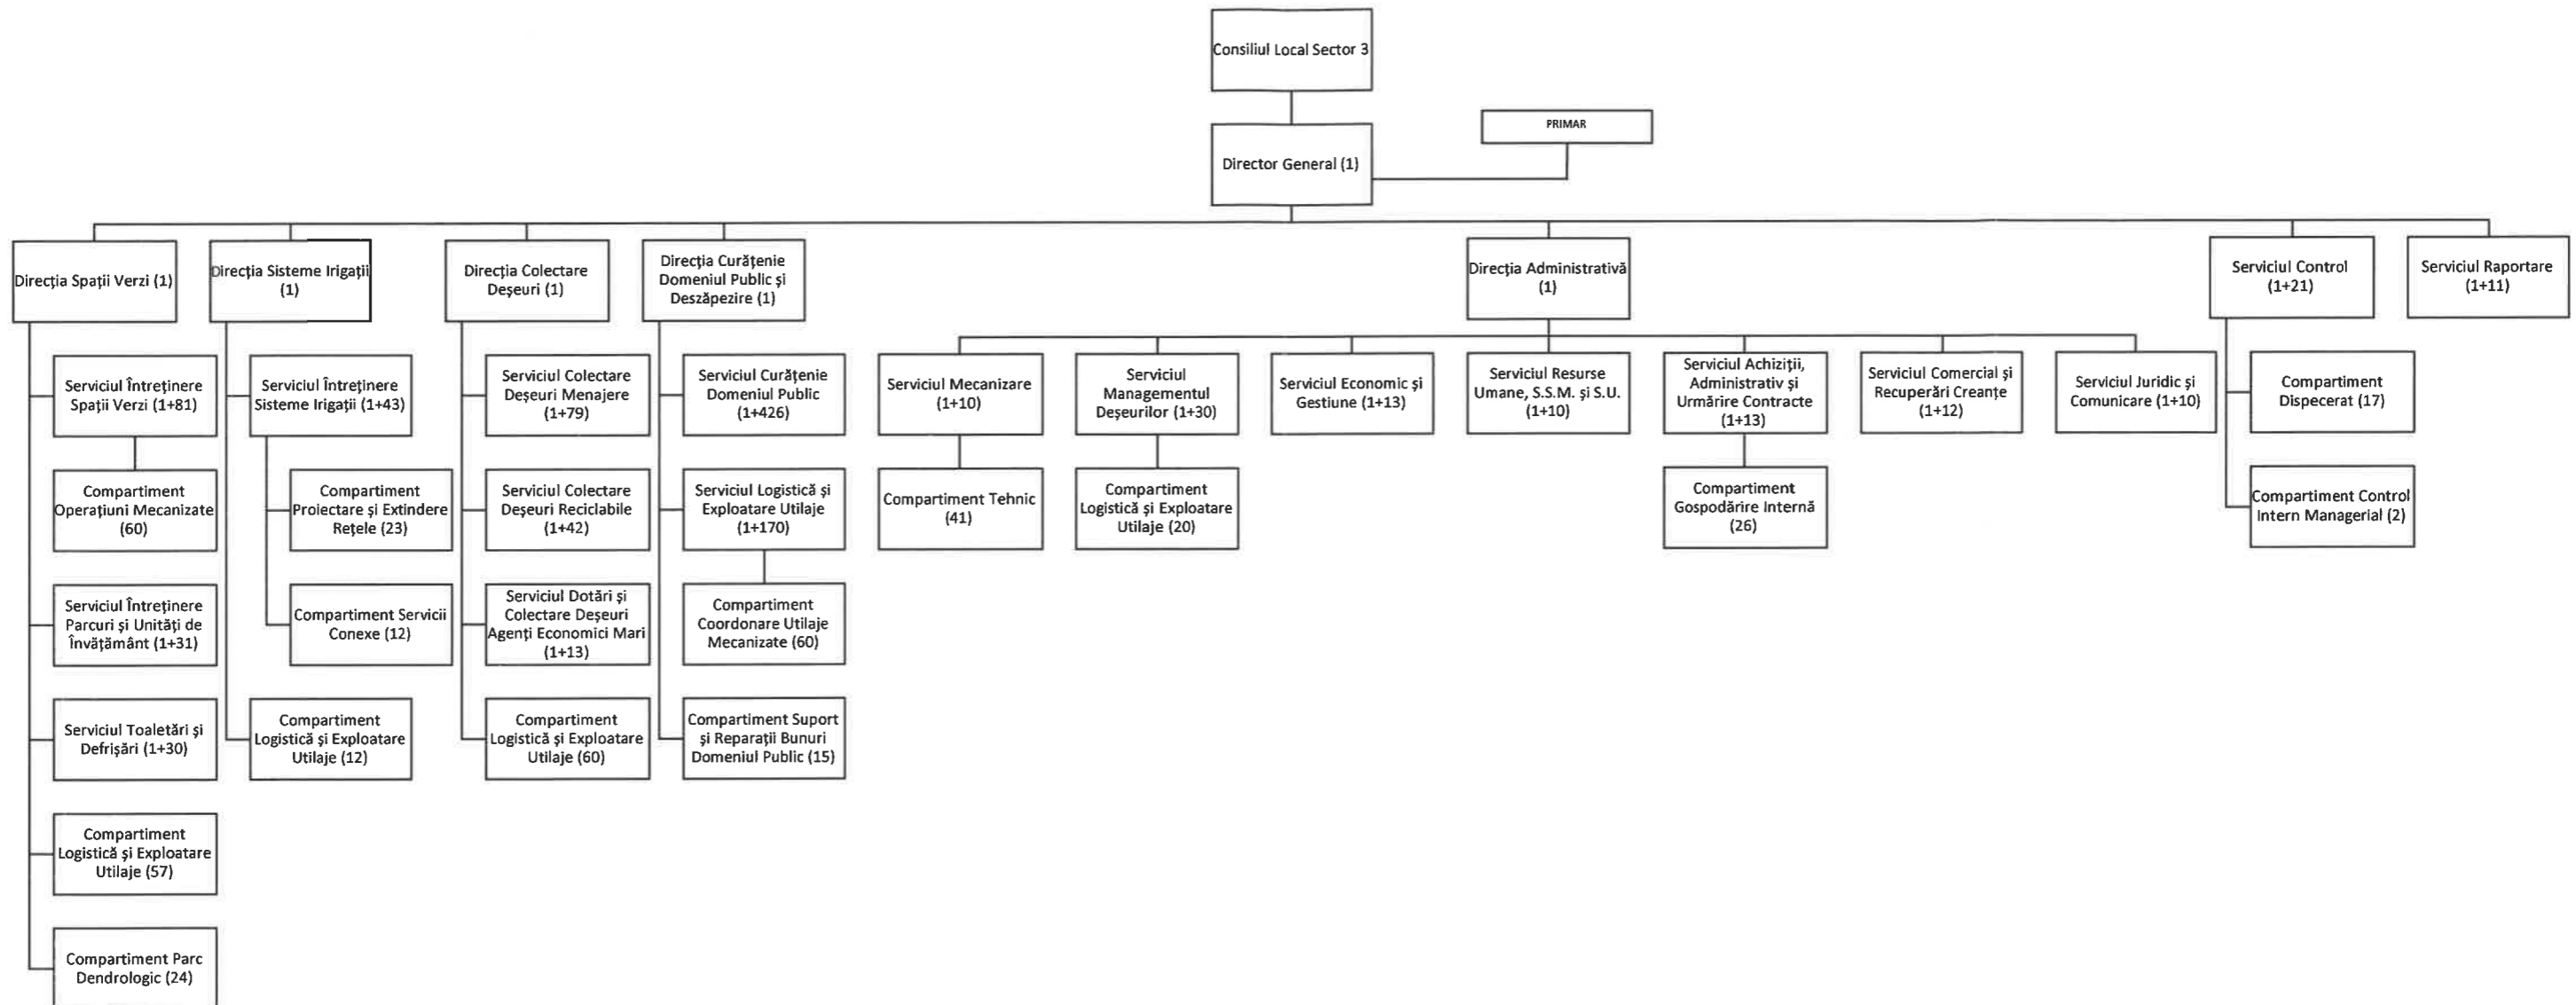 Consiliul Local Sector 3
PRIMAR
Director General (1)
Direcția Spații Verzi (1)
Direcția Sisteme Irigații
(1)
Direcția Colectare
Deșeuri (1)
Direcția Curățenie
Domeniul Public și
Deszăpezire (1)
Direcția Administrativă
(1)
Serviciul Control
(1+21)
Serviciul Raportare
(1+11)
Serviciul Întreținere
Spații Verzi (1+81)
Serviciul Întreținere
Sisteme Irigații (1+43)
Serviciul Colectare
Deșeuri Menajere
(1+79)
Serviciul Curățenie
Domeniul Public
(1+426)
Serviciul Mecanizare
(1+10)
Serviciul
Managementul
Deșeurilor (1+30)
Serviciul Economic și
Gestiune (1+13)
Serviciul Resurse
Umane, S.S.M. și S.U.
(1+10)
Serviciul Achiziții,
Administrativ și
Urmărire Contracte
(1+13)
Serviciul Comercial și
Recuperări Creanțe
(1+12)
Serviciul Juridic și
Comunicare (1+10)
Compartiment
Dispecerat (17)
Compartiment
Operațiuni Mecanizate
(60)
Compartiment
Proiectare și Extindere
Rețele (23)
Serviciul Colectare
Deșeuri Reciclabile
(1+42)
Serviciul Logistică și
Exploatare Utilaje
(1+170)
Compartiment Tehnic
(41)
Compartiment
Logistică și Exploatare
Utilaje (20)
Compartiment
Gospodărire Internă
(26)
Compartiment Control
Intern Managerial (2)
Serviciul Întreținere
Parcuri și Unități de
Învățământ (1+31)
Compartiment Servicii
Conexe (12)
Serviciul Dotări și
Colectare Deșeuri
Agenți Economici Mari
(1+13)
Compartiment
Coordonare Utilaje
Mecanizate (60)
Serviciul Toaletări și
Defrișări (1+30)
Compartiment
Logistică și Exploatare
Utilaje (12)
Compartiment
Logistică și Exploatare
Utilaje (60)
Compartiment Suport
și Reparații Bunuri
Domeniul Public (15)
Compartiment
Logistică și Exploatare
Utilaje (57)
Compartiment Parc
Dendrologic (24)